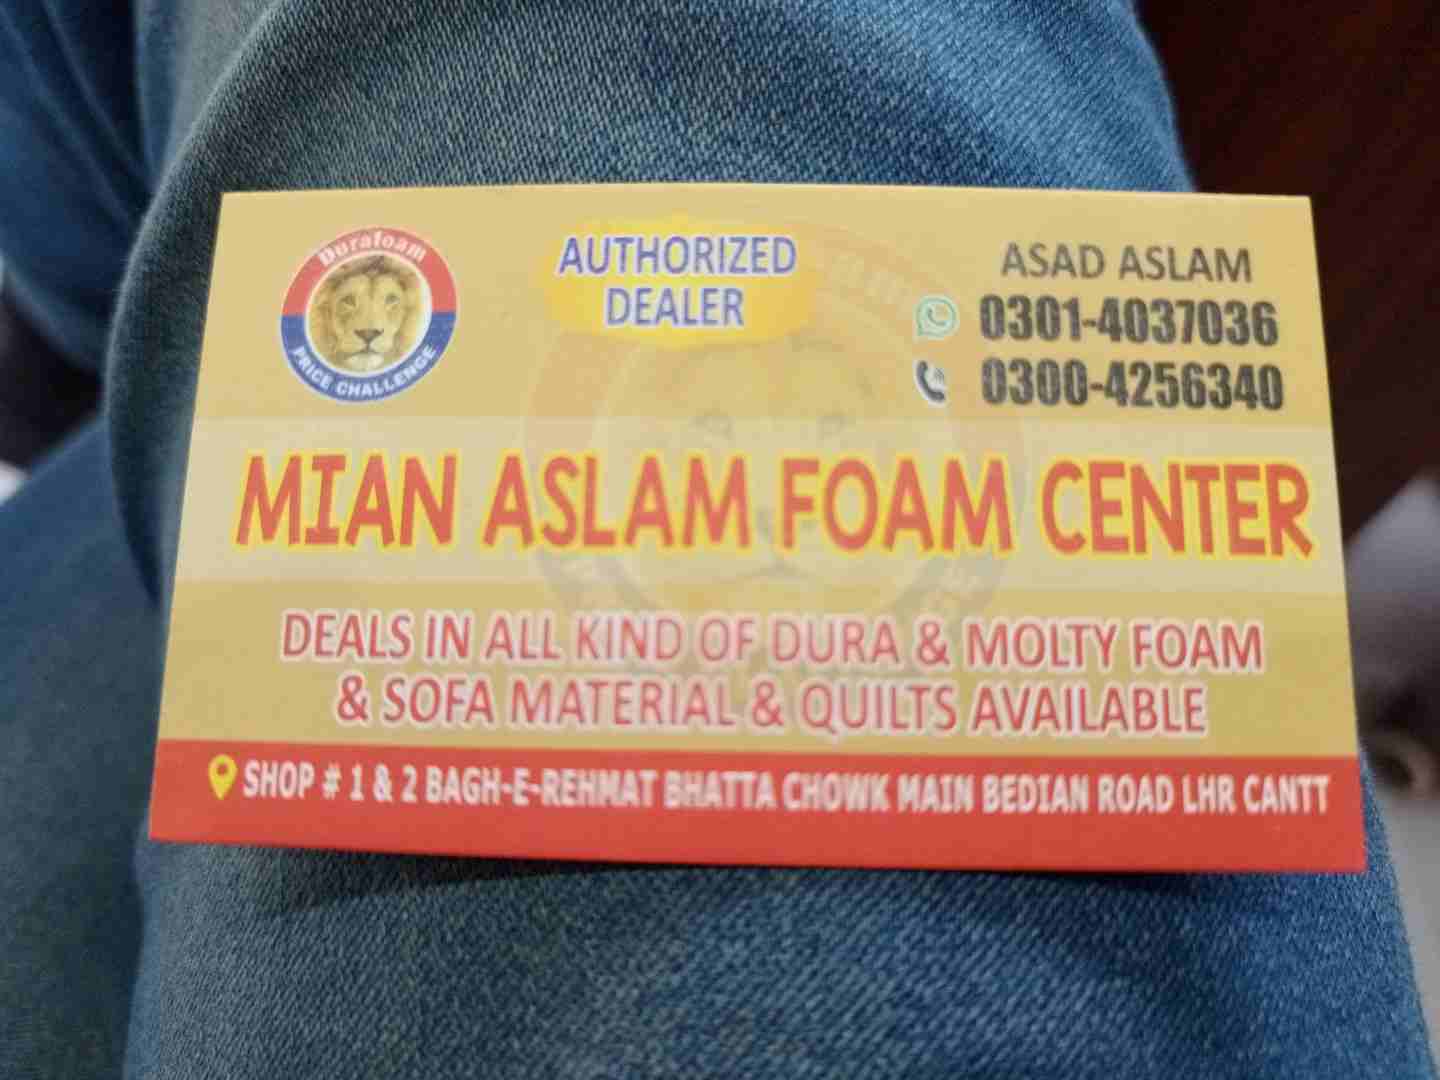 Durafoam
PRICE CHALLENGE
AUTHORIZED
DEALER
ASAD ASLAM
0301-4037036
0300-4256340
MIAN ASLAM FOAM CENTER
DEALS IN ALL KIND OF DURA & MOLTY FOAM
& SOFA MATERIAL & QUILTS AVAILABLE
SHOP # 1 & 2 BAGH-E-REHMAT BHATTA CHOWK MAIN BEDIAN ROAD LHR CANTT